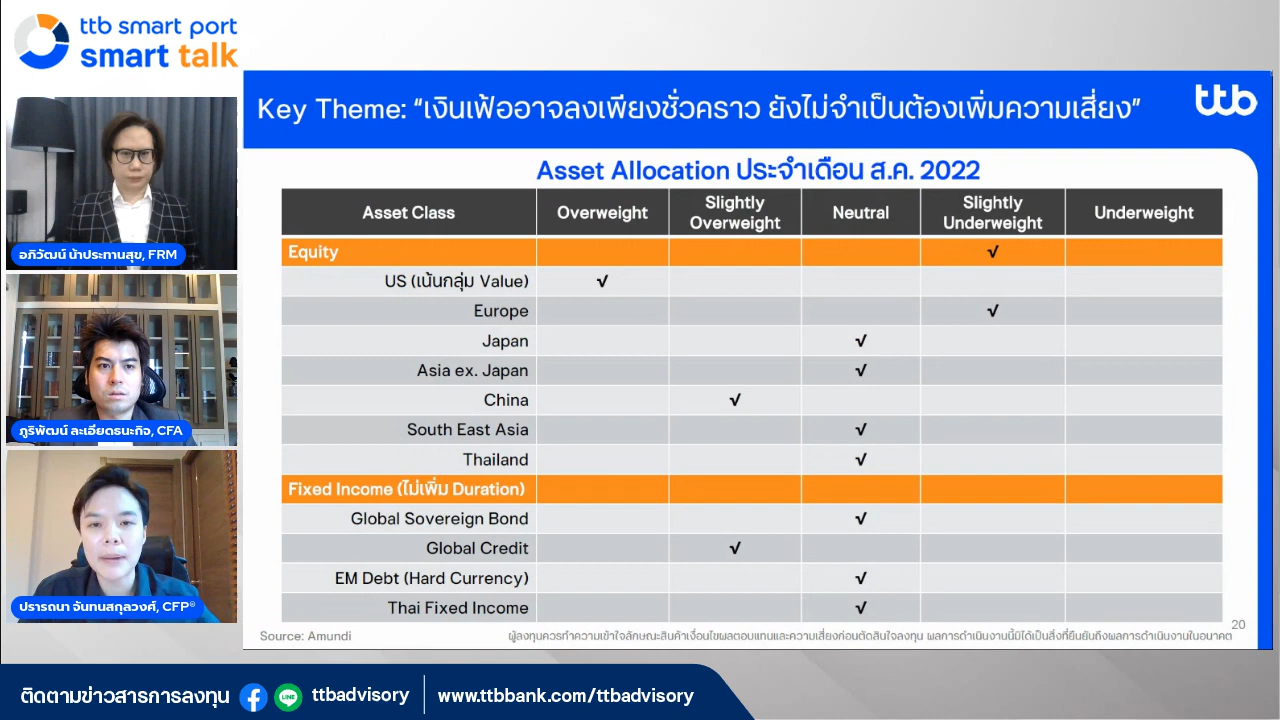 ttb smart port
smart talk
Key Theme: “เงินเฟ้ออาจลงเพียงชั่วคราว ยังไม่จำเป็นต้องเพิ่มความเสี่ยง”
ttb
Asset Allocation ประจำเดือน ส.ค. 2022
Asset Class Overweight Slightly Overweight Neutral Slightly Underweight Underweight
Equity √
US (เน้นกลุ่ม Value) √
Europe √
Japan √
Asia ex. Japan √
China √
South East Asia √
Thailand √
Fixed Income (ไม่เพิ่ม Duration)
Global Sovereign Bond √
Global Credit √
EM Debt (Hard Currency) √
Thai Fixed Income √
20
Source: Amundi
ผู้ลงทุนควรทำความเข้าใจลักษณะสินค้าเงื่อนไขผลตอบแทนและความเสี่ยงก่อนตัดสินใจลงทุน ผลการดำเนินงานนี้มิได้เป็นสิ่งที่ยืนยันถึงผลการดำเนินงานในอนาคต
อภิวัฒน์ น้าประทานสุข, FRM
ภูริพัฒน์ ละเอียดธนะกิจ, CFA
ปรารถนา จันทนสกุลวงศ์, CFP®
ติดตามข่าวสารการลงทุน f LINE ttbadvisory www.ttbbank.com/ttbadvisory